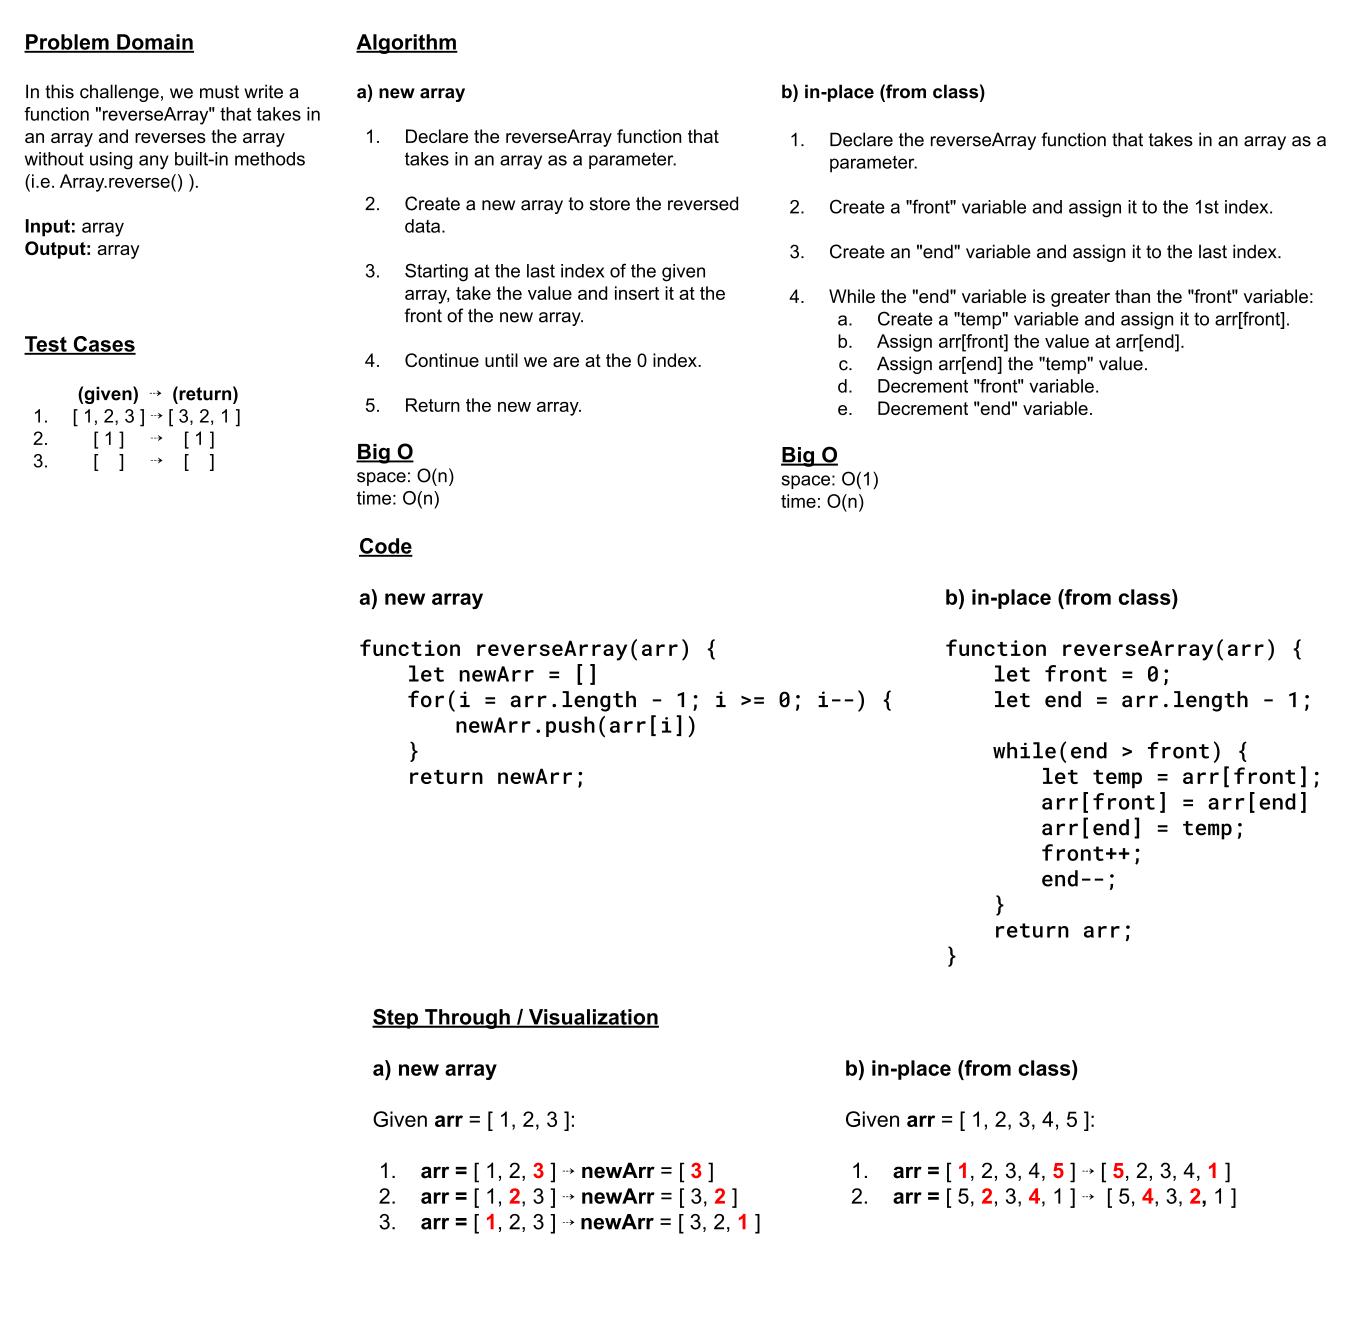 Problem Domain
In this challenge, we must write a
function "reverseArray" that takes in
an array and reverses the array
without using any built-in methods
(i.e. Array.reverse() ).
Input: array
Output: array
Test Cases
(given) ⇢ (return)
1. [ 1, 2, 3 ] ⇢ [ 3, 2, 1 ]
2. [ 1 ] ⇢ [ 1 ]
3. [ ] ⇢ [ ]
Algorithm
a) new array
1. Declare the reverseArray function that
takes in an array as a parameter.
2. Create a new array to store the reversed
data.
3. Starting at the last index of the given
array, take the value and insert it at the
front of the new array.
4. Continue until we are at the 0 index.
5. Return the new array.
Big O
space: O(n)
time: O(n)
b) in-place (from class)
1. Declare the reverseArray function that takes in an array as a
parameter.
2. Create a "front" variable and assign it to the 1st index.
3. Create an "end" variable and assign it to the last index.
4. While the "end" variable is greater than the "front" variable:
a. Create a "temp" variable and assign it to arr[front].
b. Assign arr[front] the value at arr[end].
c. Assign arr[end] the "temp" value.
d. Decrement "front" variable.
e. Decrement "end" variable.
Big O
space: O(1)
time: O(n)
Code
a) new array
function reverseArray(arr) {
let newArr = []
for(i = arr.length - 1; i >= 0; i--) {
newArr.push(arr[i])
}
return newArr;
b) in-place (from class)
function reverseArray(arr) {
let front = 0;
let end = arr.length - 1;
while(end > front) {
let temp = arr[front];
arr[front] = arr[end]
arr[end] = temp;
front++;
end--;
}
return arr;
}
Step Through / Visualization
a) new array
Given arr = [ 1, 2, 3 ]:
1. arr = [ 1, 2, 3 ] ⇢ newArr = [ 3 ]
2. arr = [ 1, 2, 3 ] ⇢ newArr = [ 3, 2 ]
3. arr = [ 1, 2, 3 ] ⇢ newArr = [ 3, 2, 1 ]
b) in-place (from class)
Given arr = [ 1, 2, 3, 4, 5 ]:
1. arr = [ 1, 2, 3, 4, 5 ] ⇢ [ 5, 2, 3, 4, 1 ]
2. arr = [ 5, 2, 3, 4, 1 ] ⇢ [ 5, 4, 3, 2, 1 ]